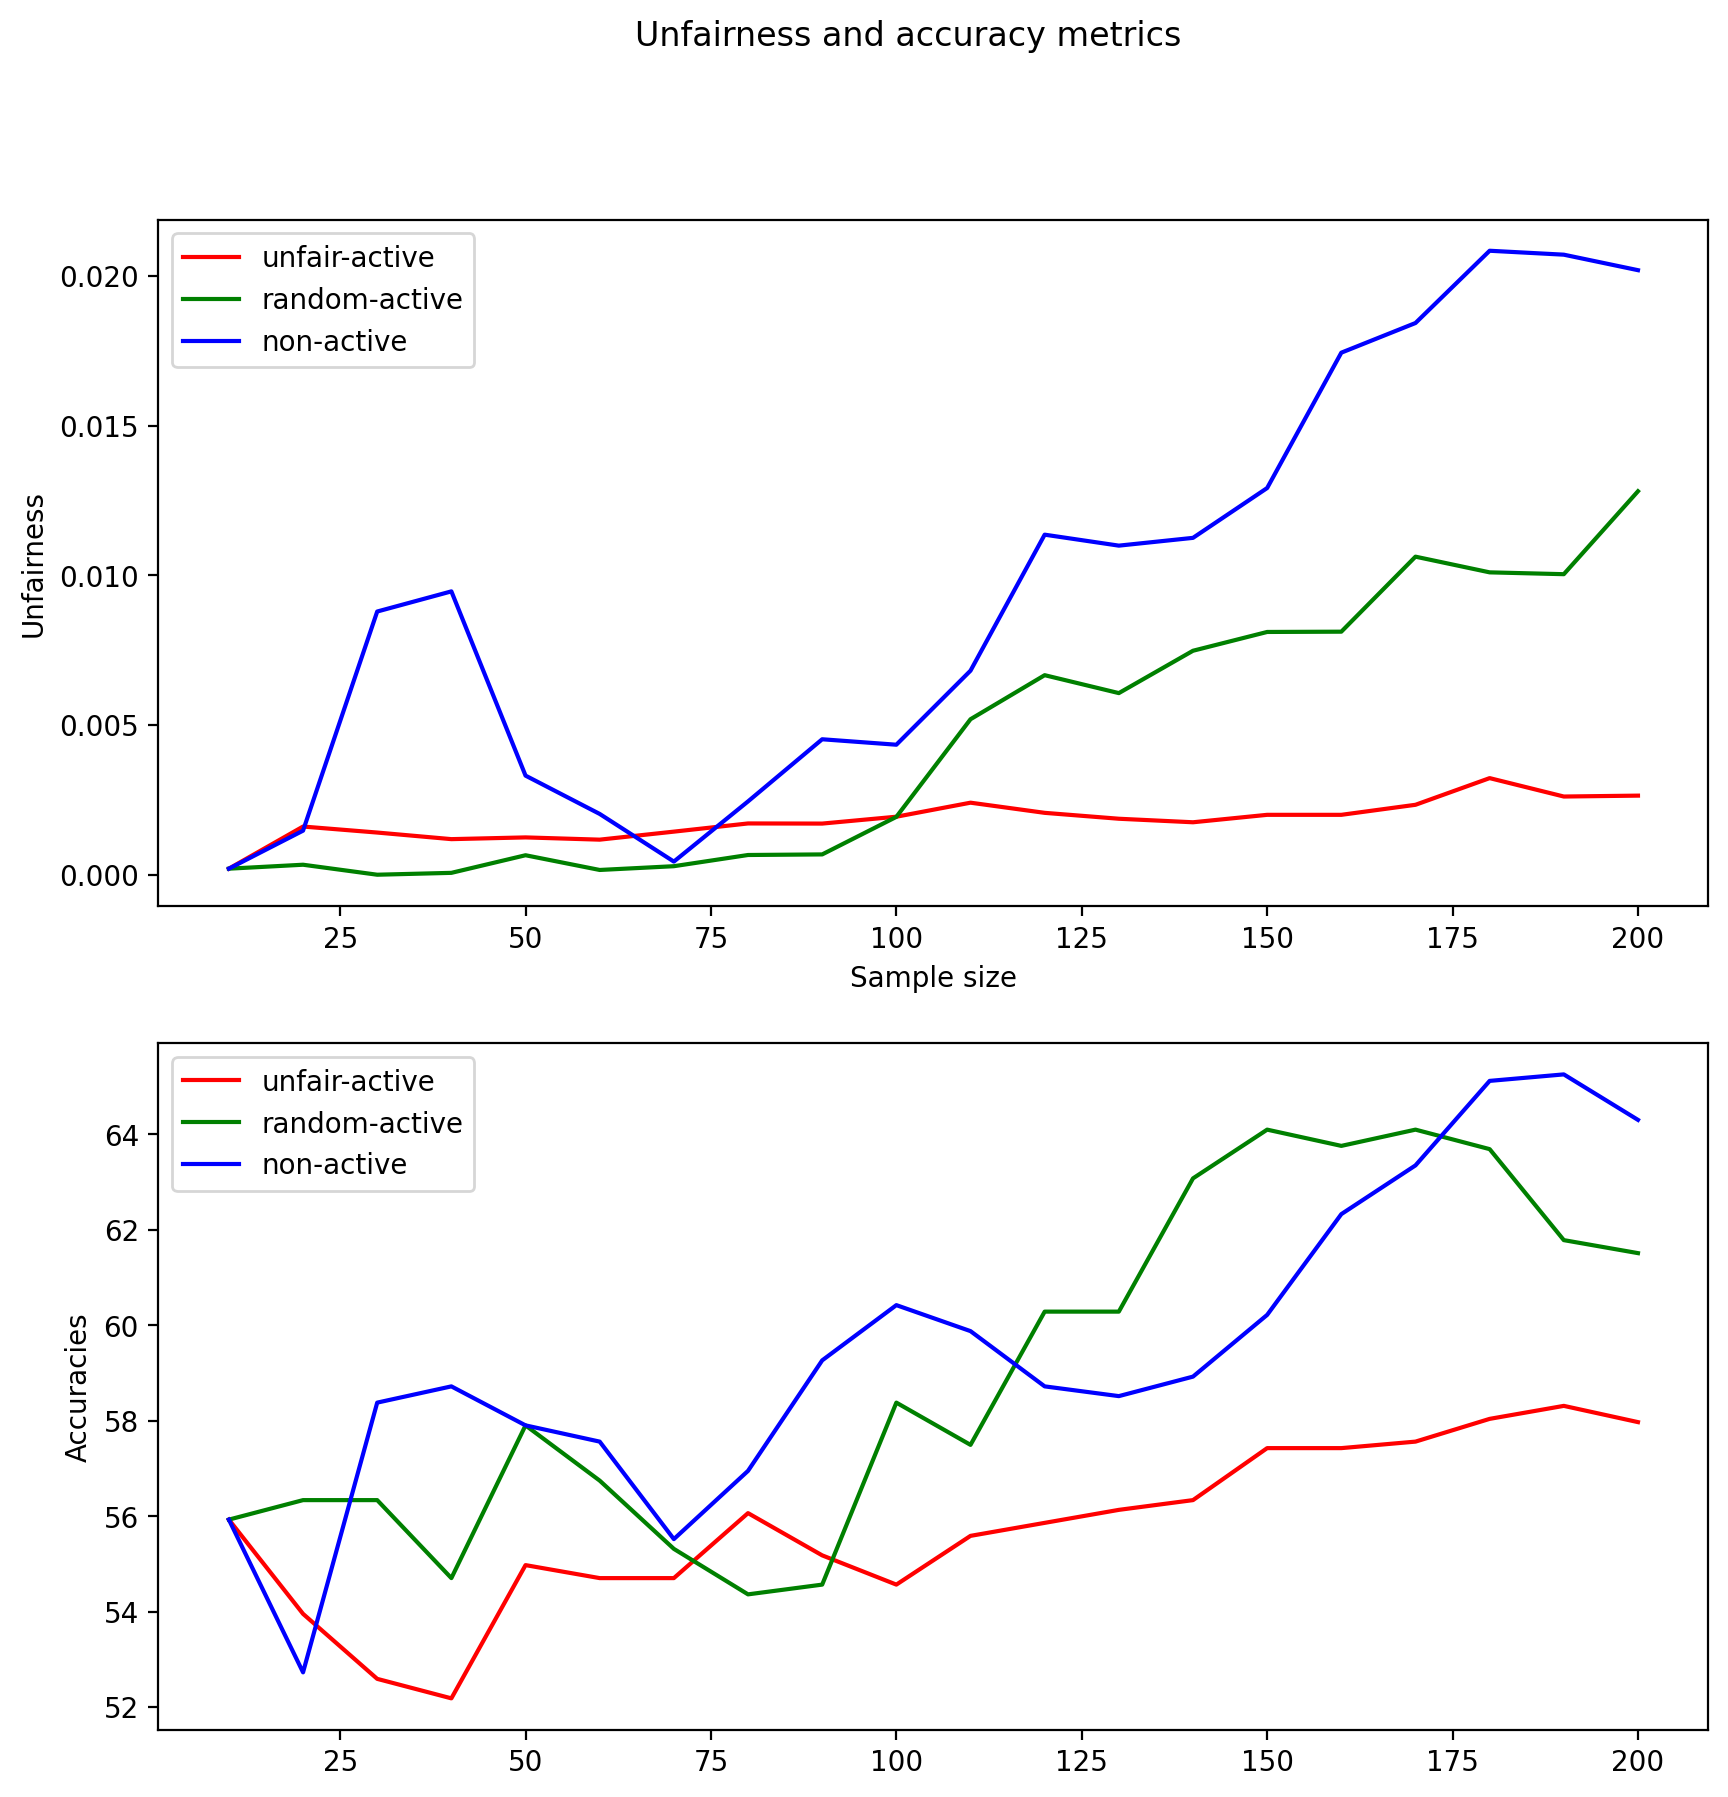 Unfairness and accuracy metrics
unfair-active
random-active
non-active
0.020
0.015
0.010
0.005
0.000
Unfairness
25 50 75 100 125 150 175 200
Sample size
unfair-active
random-active
non-active
64
62
60
58
56
54
52
Accuracies
25 50 75 100 125 150 175 200